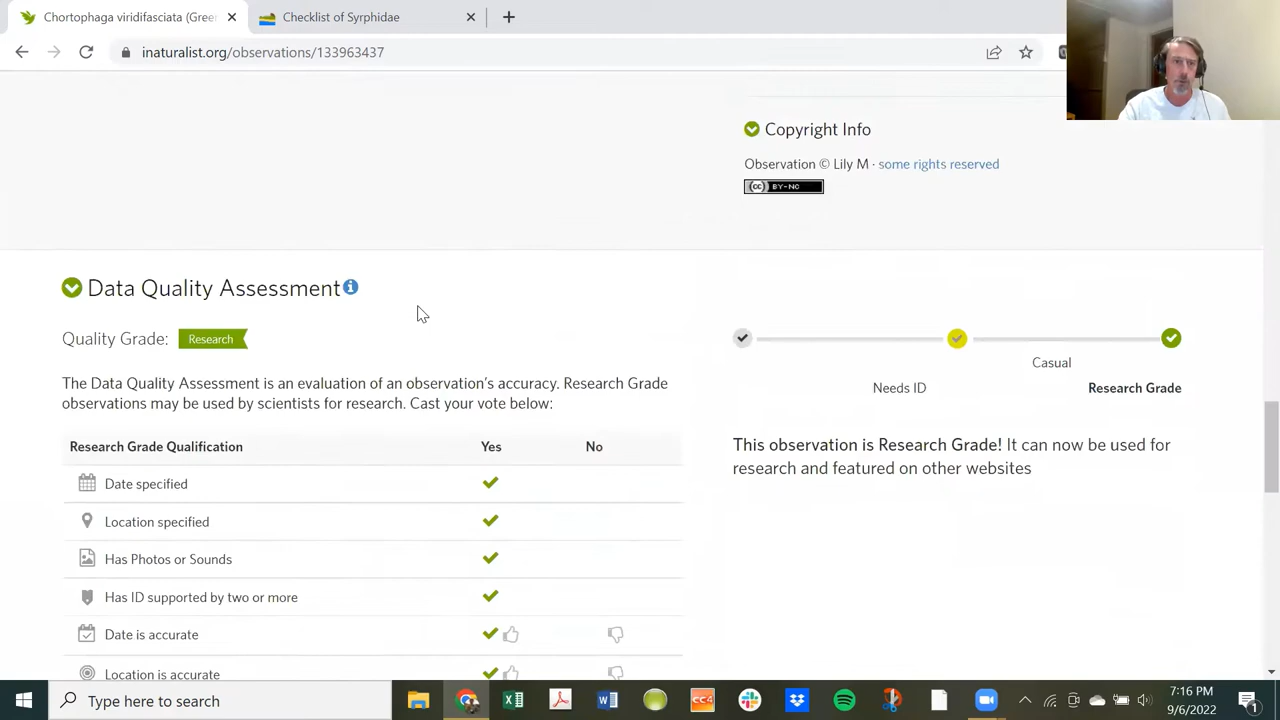 Chortophaga viridifasciata (Gree
Checklist of Syrphidae
inaturalist.org/observations/133963437
Copyright Info
Observation © Lily M · some rights reserved
cc BY-NC
Data Quality Assessment
Quality Grade: Research
The Data Quality Assessment is an evaluation of an observation's accuracy. Research Grade
observations may be used by scientists for research. Cast your vote below:
Research Grade Qualification Yes No
Date specified
Location specified
Has Photos or Sounds
Has ID supported by two or more
Date is accurate
Location is accurate
Casual
Needs ID
Research Grade
This observation is Research Grade! It can now be used for
research and featured on other websites
Type here to search
CC4
7:16 PM
9/6/2022
1